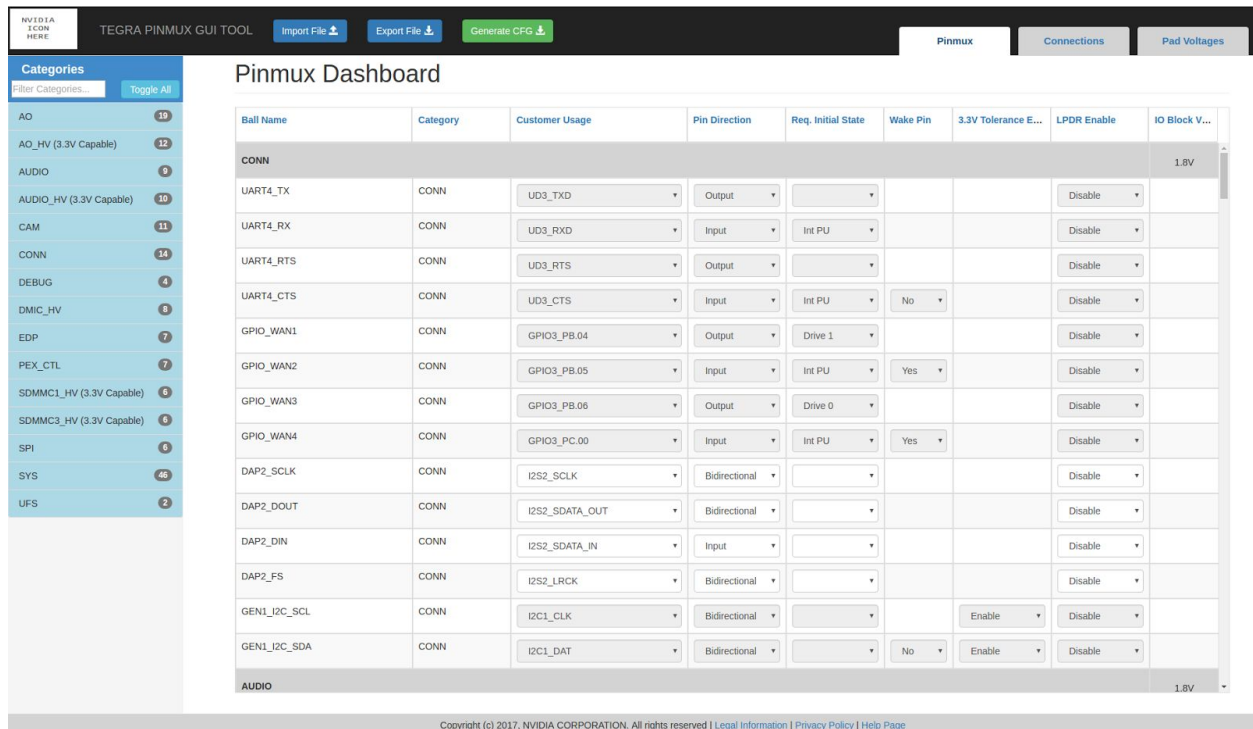 NVIDIA
ICON
HERE
TEGRA PINMUX GUI TOOL
Import File
Export File
Generate CFG
Pinmux
Connections
Pad Voltages
Categories
Filter Categories...
Toggle All
AO 19
AO_HV (3.3V Capable) 12
AUDIO 9
AUDIO_HV (3.3V Capable) 10
CAM 11
CONN 14
DEBUG 4
DMIC_HV 8
EDP 7
PEX_CTL 7
SDMMC1_HV (3.3V Capable) 6
SDMMC3_HV (3.3V Capable) 6
SPI 6
SYS 46
UFS 2
Pinmux Dashboard
Ball Name Category Customer Usage Pin Direction Req. Initial State Wake Pin 3.3V Tolerance E... LPDR Enable IO Block V...
CONN 1.8V
UART4_TX CONN UD3_TXD Output Disable
UART4_RX CONN UD3_RXD Input Int PU Disable
UART4_RTS CONN UD3_RTS Output Disable
UART4_CTS CONN UD3_CTS Input Int PU No Disable
GPIO_WAN1 CONN GPIO3_PB.04 Output Drive 1 Disable
GPIO_WAN2 CONN GPIO3_PB.05 Input Int PU Yes Disable
GPIO_WAN3 CONN GPIO3_PB.06 Output Drive 0 Disable
GPIO_WAN4 CONN GPIO3_PC.00 Input Int PU Yes Disable
DAP2_SCLK CONN I2S2_SCLK Bidirectional Disable
DAP2_DOUT CONN I2S2_SDATA_OUT Bidirectional Disable
DAP2_DIN CONN I2S2_SDATA_IN Input Disable
DAP2_FS CONN I2S2_LRCK Bidirectional Disable
GEN1_I2C_SCL CONN I2C1_CLK Bidirectional Enable Disable
GEN1_I2C_SDA CONN I2C1_DAT Bidirectional No Enable Disable
AUDIO 1.8V
Copyright (c) 2017, NVIDIA CORPORATION. All rights reserved | Legal Information | Privacy Policy | Help Page